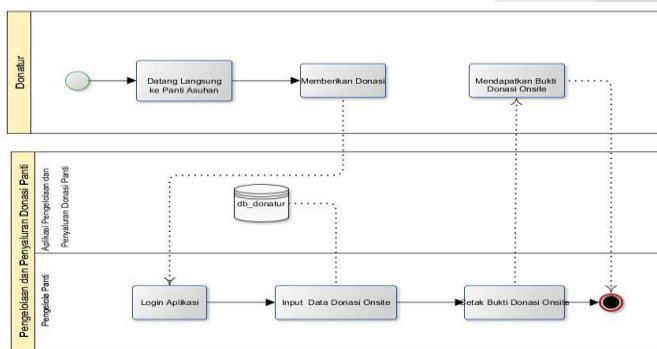 Donatur
Datang Langsung
ke Panti Asuhan
Memberikan Donasi
Mendapatkan Bukti
Donasi Onsite
Pengelolaan dan Penyaluran Donasi Panti
Aplikasi Pengelolaan dan
Penyaluran Donasi Panti
db_donatur
Pengelola Panti
Login Aplikasi
Input Data Donasi Onsite
Cetak Bukti Donasi Onsite